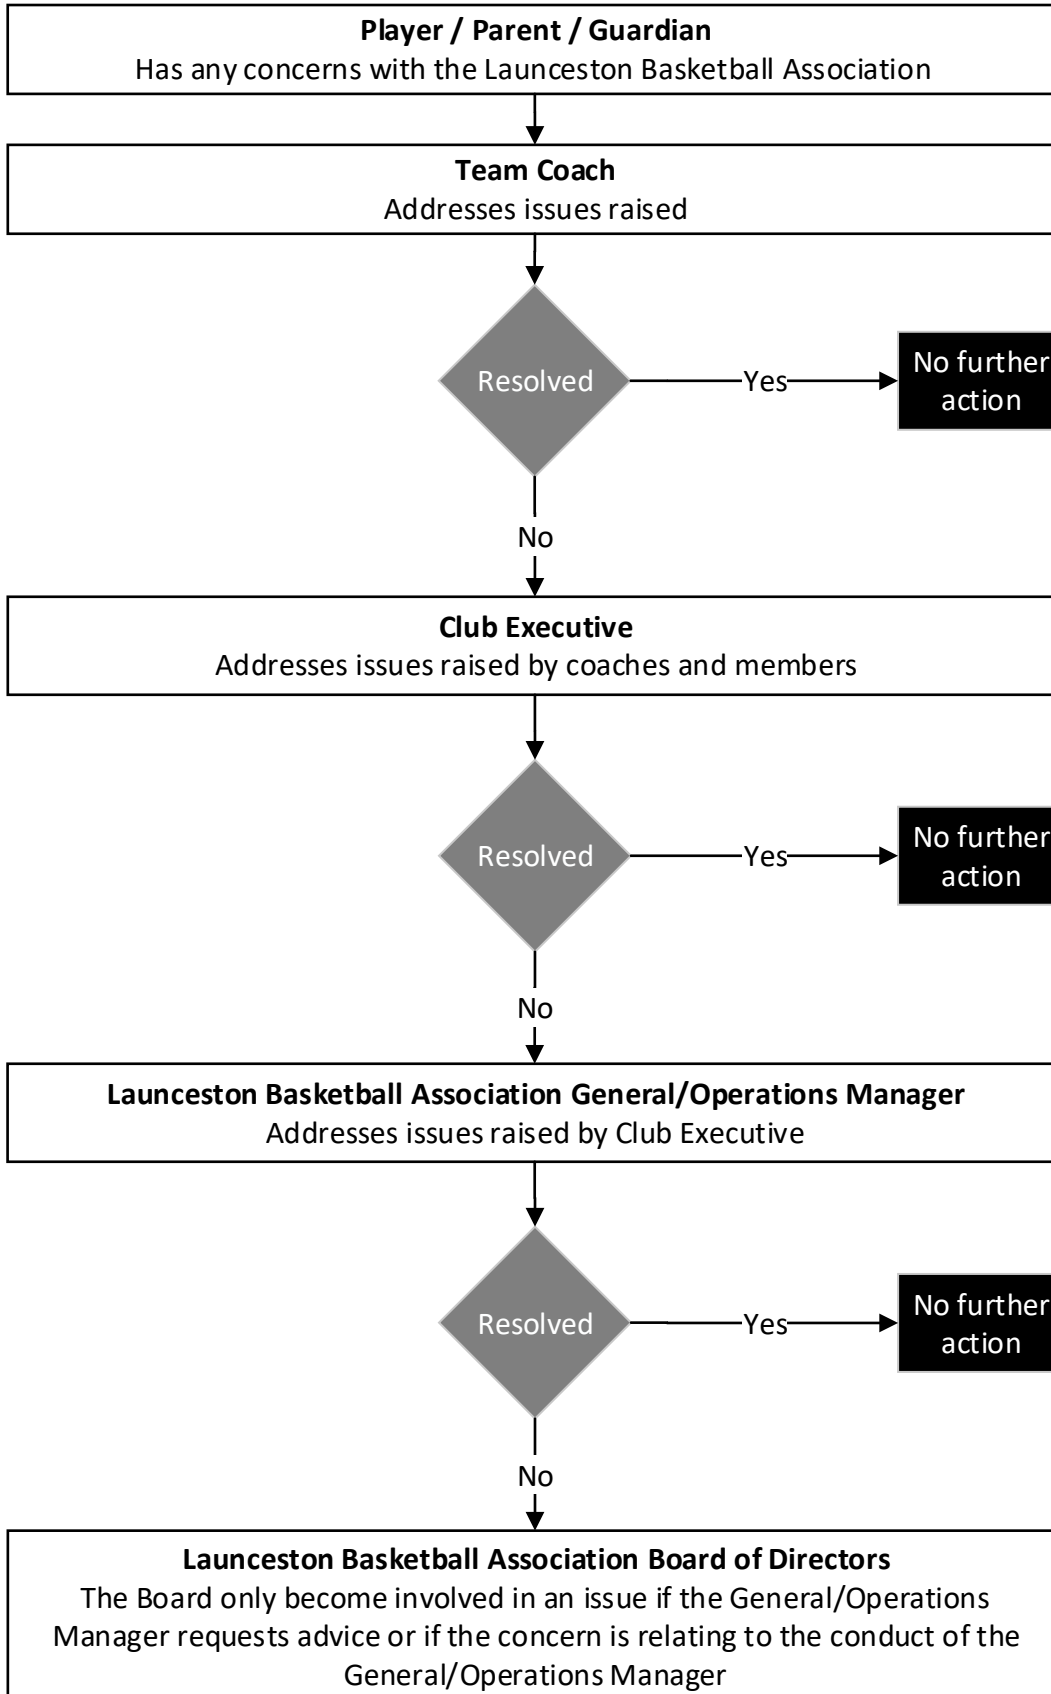 Player / Parent / Guardian
Has any concerns with the Launceston Basketball Association
Team Coach
Addresses issues raised
Resolved
Yes
No further
action
No
Club Executive
Addresses issues raised by coaches and members
Resolved
Yes
No further
action
No
Launceston Basketball Association General/Operations Manager
Addresses issues raised by Club Executive
Resolved
Yes
No further
action
No
Launceston Basketball Association Board of Directors
The Board only become involved in an issue if the General/Operations
Manager requests advice or if the concern is relating to the conduct of the
General/Operations Manager